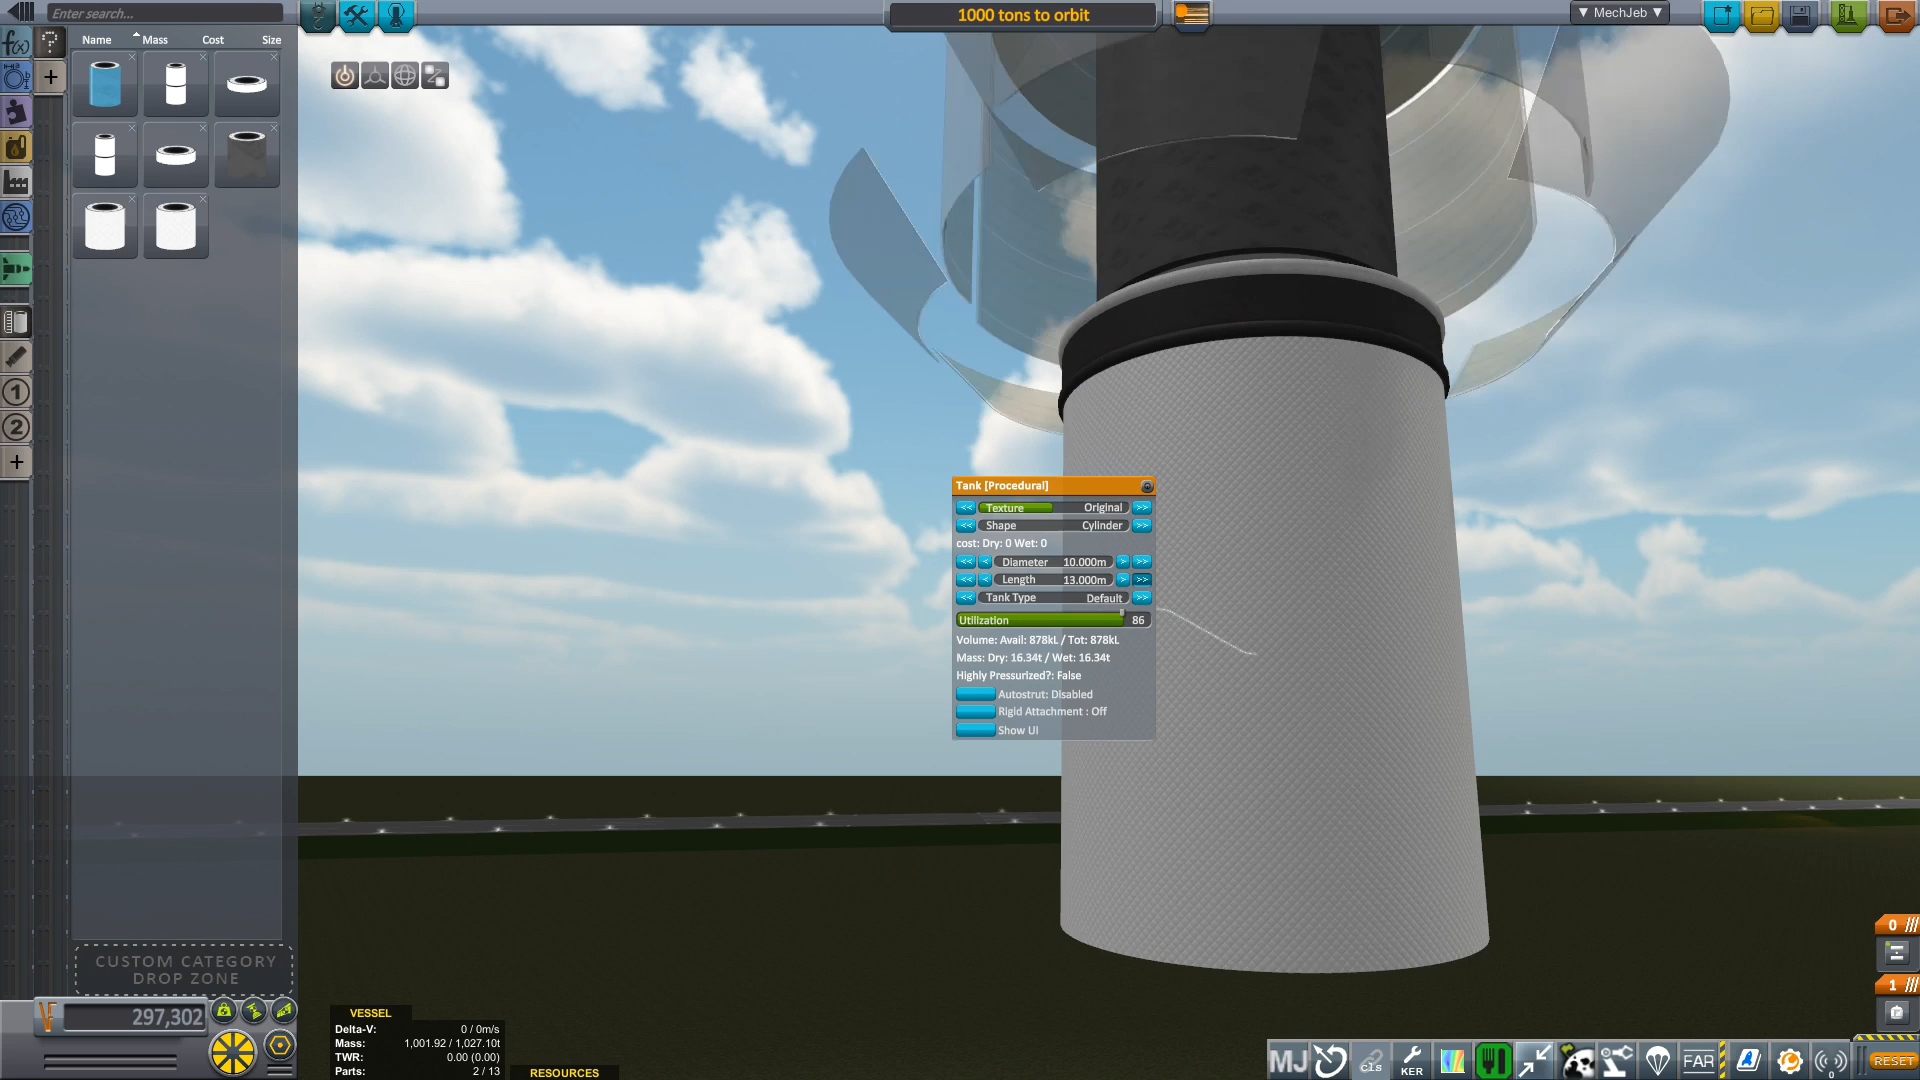 Enter search...
1000 tons to orbit
▼ MechJeb ▼
Name Mass Cost Size
f(x)
1
2
Tank [Procedural]
<< Texture Original >>
<< Shape Cylinder >>
cost: Dry: 0 Wet: 0
<< < Diameter 10.000m > >>
<< < Length 13.000m > >>
<< Tank Type Default >>
Utilization 86
Volume: Avail: 878kL / Tot: 878kL
Mass: Dry: 16.34t / Wet: 16.34t
Highly Pressurized?: False
Autostrut: Disabled
Rigid Attachment : Off
Show UI
CUSTOM CATEGORY
DROP ZONE
297,302
VESSEL
Delta-V: 0 / 0m/s
Mass: 1,001.92 / 1,027.10t
TWR: 0.00 (0.00)
Parts: 2 / 13
RESOURCES
0
1
MJ
cls
KER
FAR
0
RESET